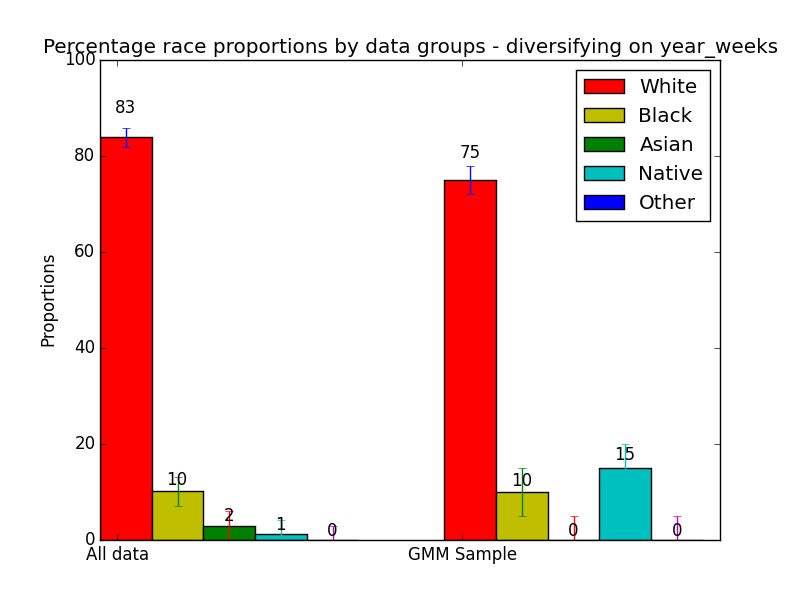 Percentage race proportions by data groups - diversifying on year_weeks
100
80
60
40
20
0
Proportions
83
10
2
1
0
75
10
0
15
0
White
Black
Asian
Native
Other
All data
GMM Sample